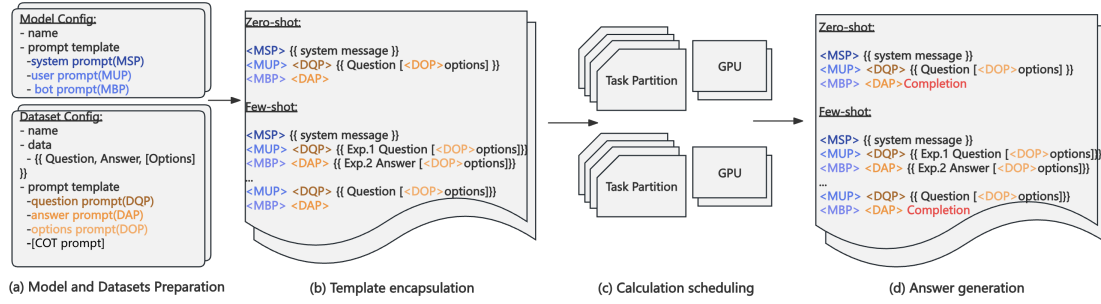 Model Config:
- name
- prompt template
-system prompt(MSP)
-user prompt(MUP)
- bot prompt(MBP)
Dataset Config:
- name
- data
- {{ Question, Answer, [Options]
}}
- prompt template
-question prompt(DQP)
-answer prompt(DAP)
-options prompt(DOP)
-[COT prompt]
(a) Model and Datasets Preparation
Zero-shot:
<MSP> {{ system message }}
<MUP> <DQP> {{ Question [<DOP>options] }}
<MBP> <DAP>
Few-shot:
<MSP> {{ system message }}
<MUP> <DQP> {{ Exp.1 Question [<DOP>options]}}
<MBP> <DAP> {{ Exp.2 Answer [<DOP>options]}}
...
<MUP> <DQP> {{ Question [<DOP>options]}}
<MBP> <DAP>
(b) Template encapsulation
Task Partition
GPU
Task Partition
GPU
(c) Calculation scheduling
Zero-shot:
<MSP> {{ system message }}
<MUP> <DQP> {{ Question [<DOP>options] }}
<MBP> <DAP>Completion
Few-shot:
<MSP> {{ system message }}
<MUP> <DQP> {{ Exp.1 Question [<DOP>options]}}
<MBP> <DAP> {{ Exp.2 Answer [<DOP>options]}}
...
<MUP> <DQP> {{ Question [<DOP>options]}}
<MBP> <DAP> Completion
(d) Answer generation